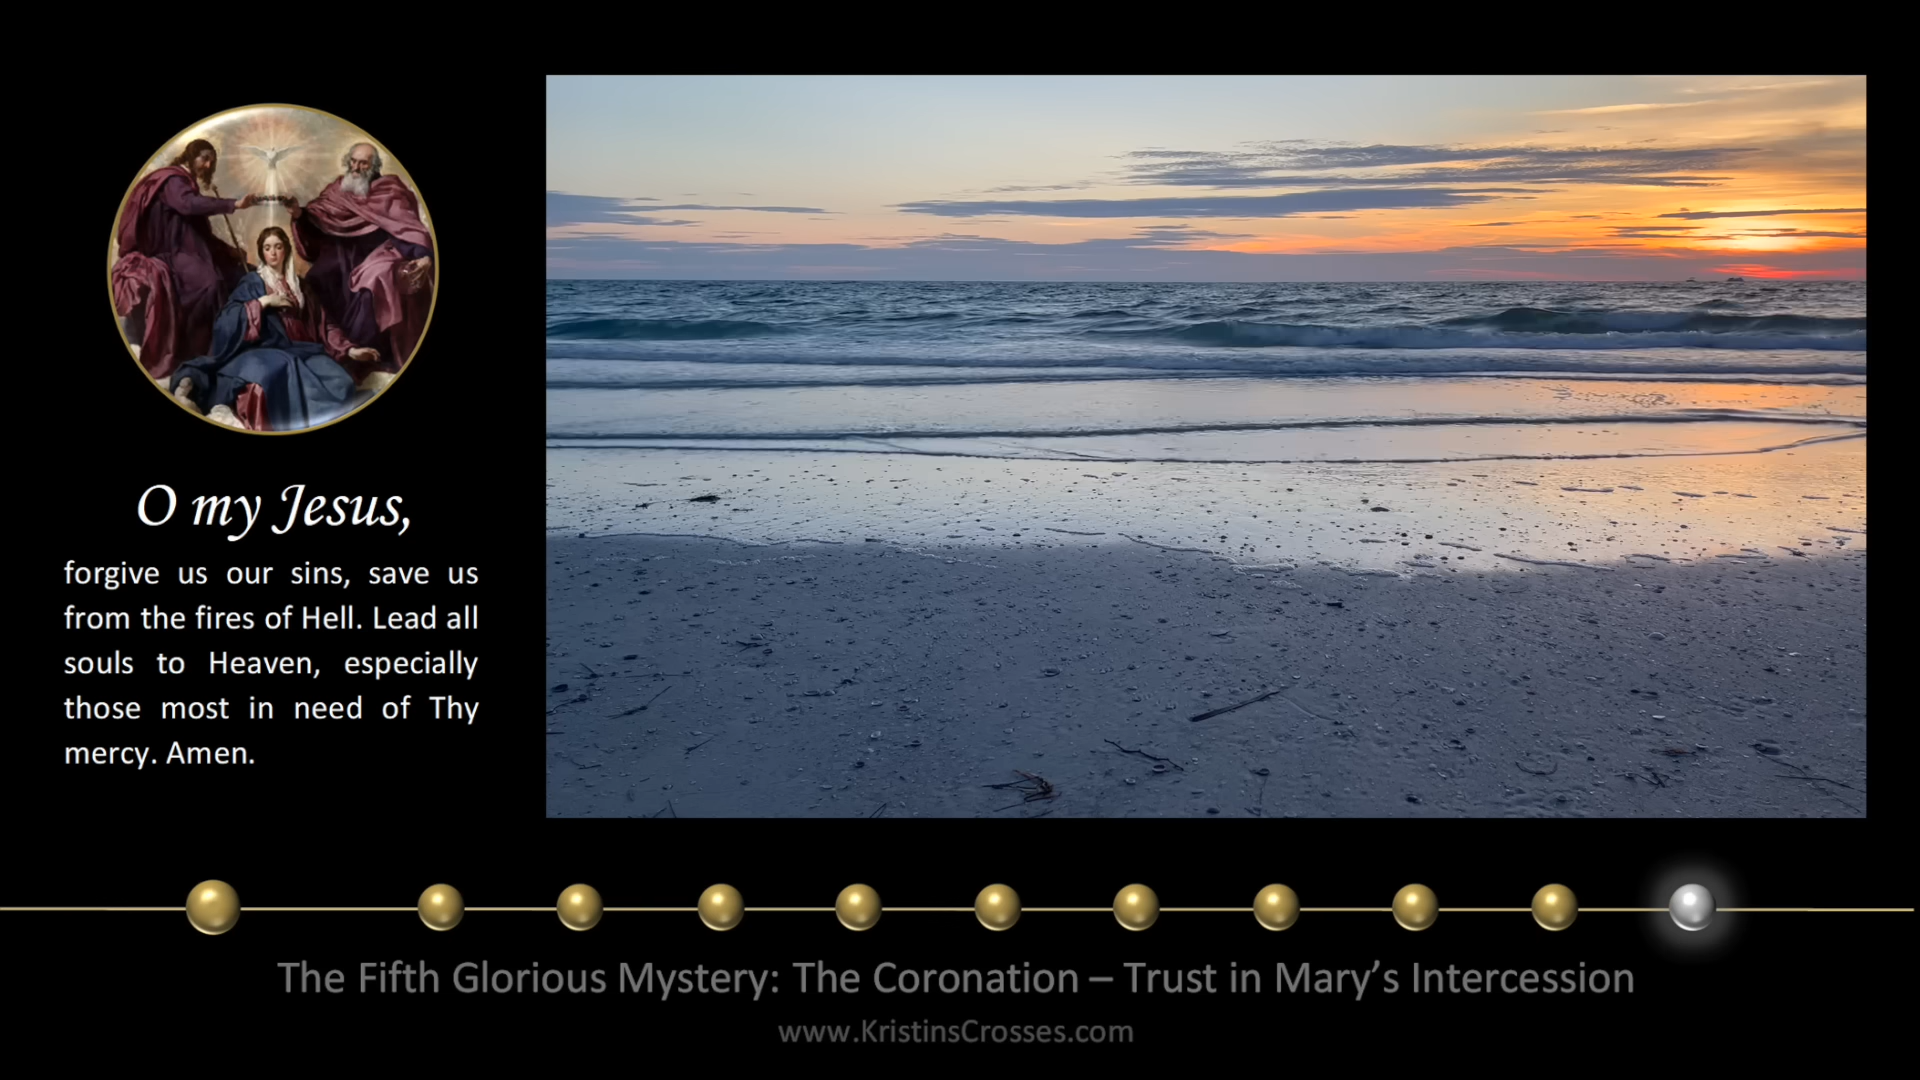 O my Jesus,
forgive us our sins, save us
from the fires of Hell. Lead all
souls to Heaven, especially
those most in need of Thy
mercy. Amen.
The Fifth Glorious Mystery: The Coronation – Trust in Mary’s Intercession
www.KristinsCrosses.com